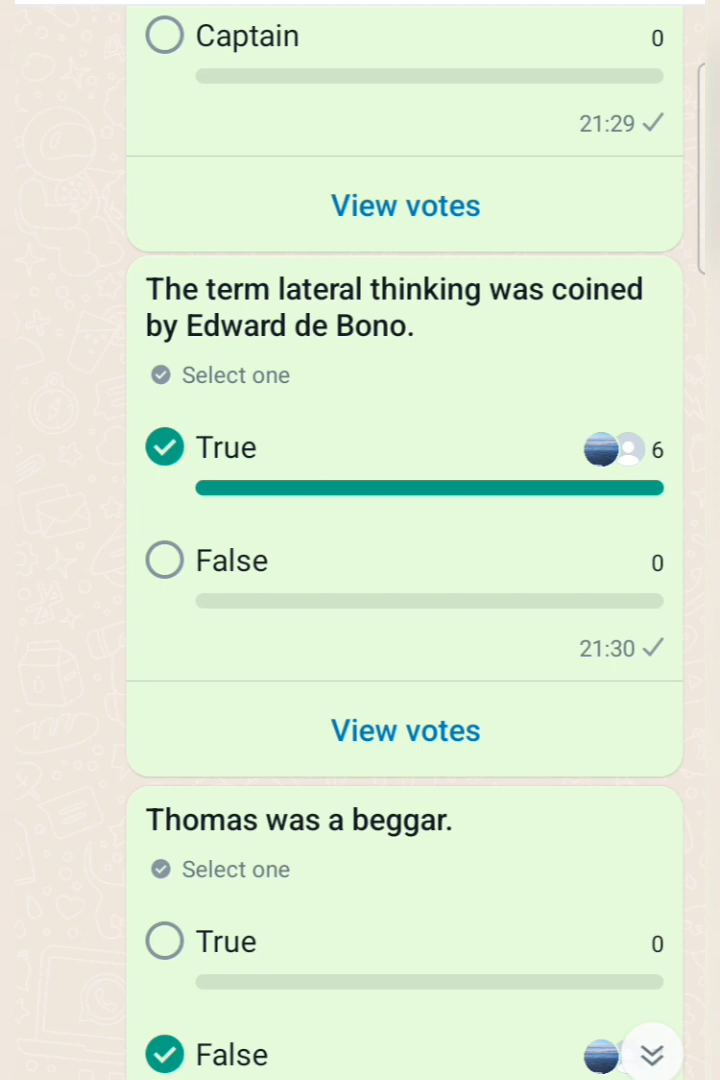 Captain 0
21:29
View votes
The term lateral thinking was coined
by Edward de Bono.
Select one
True 6
False 0
21:30
View votes
Thomas was a beggar.
Select one
True 0
False